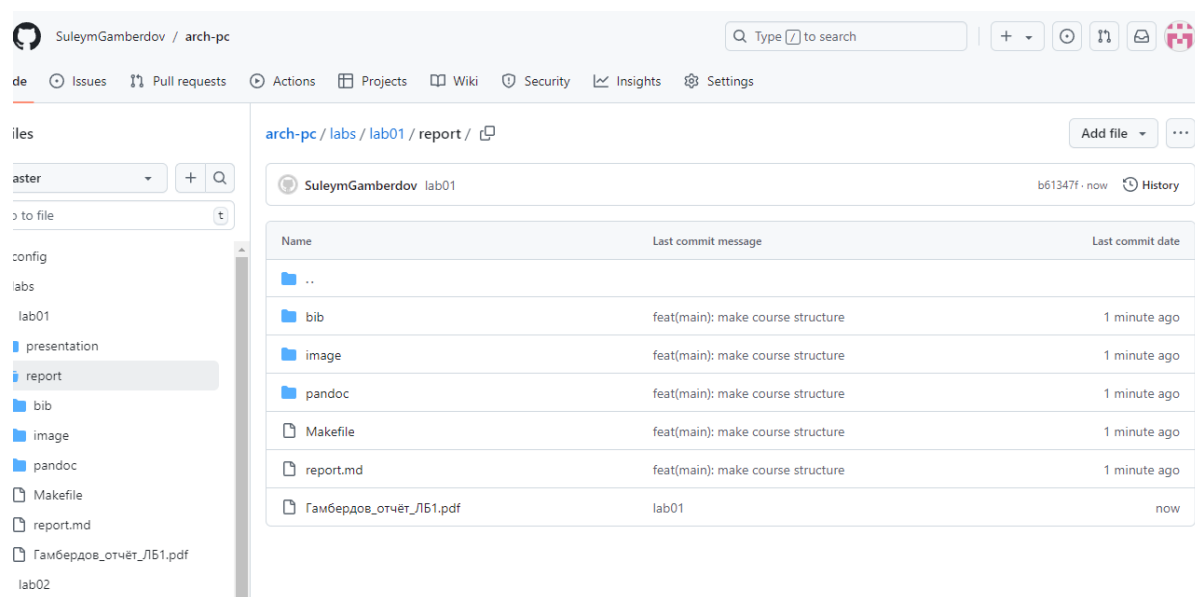 SuleymGamberdov / arch-pc
Type / to search
de Issues Pull requests Actions Projects Wiki Security Insights Settings
iles
aster
o to file t
config
labs
lab01
presentation
report
bib
image
pandoc
Makefile
report.md
Гамбердов_отчёт_ЛБ1.pdf
lab02
arch-pc / labs / lab01 / report /
Add file
SuleymGamberdov lab01 b61347f · now History
Name Last commit message Last commit date
..
bib feat(main): make course structure 1 minute ago
image feat(main): make course structure 1 minute ago
pandoc feat(main): make course structure 1 minute ago
Makefile feat(main): make course structure 1 minute ago
report.md feat(main): make course structure 1 minute ago
Гамбердов_отчёт_ЛБ1.pdf lab01 now